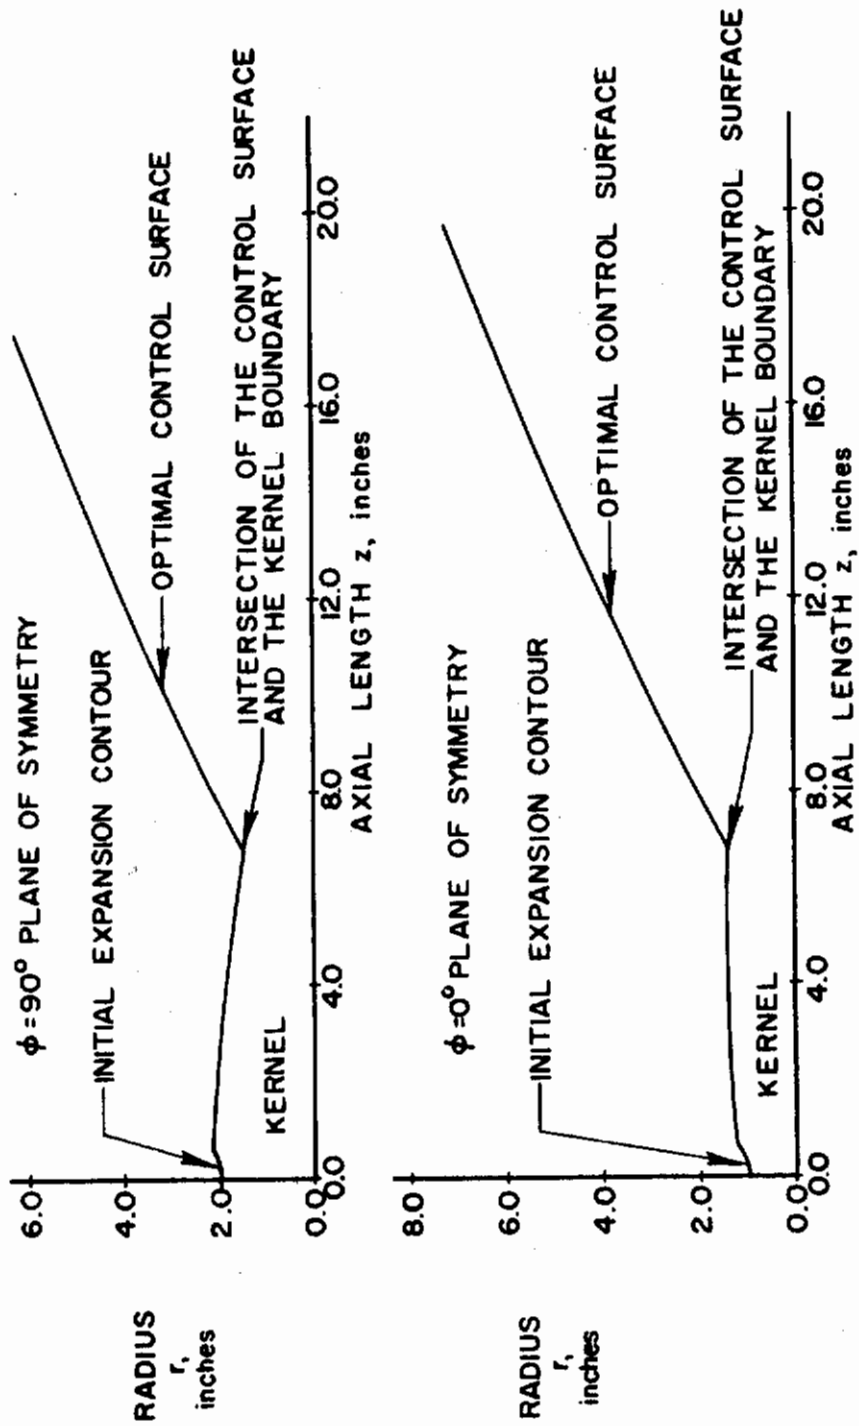 ϕ=90° PLANE OF SYMMETRY
INITIAL EXPANSION CONTOUR
RADIUS
r,
inches
6.0
4.0
2.0
0.0
KERNEL
OPTIMAL CONTROL SURFACE
INTERSECTION OF THE CONTROL SURFACE
AND THE KERNEL BOUNDARY
0.0
4.0
8.0
12.0
16.0
20.0
AXIAL LENGTH z, inches
ϕ=0° PLANE OF SYMMETRY
INITIAL EXPANSION CONTOUR
RADIUS
r,
inches
8.0
6.0
4.0
2.0
0.0
KERNEL
OPTIMAL CONTROL SURFACE
INTERSECTION OF THE CONTROL SURFACE
AND THE KERNEL BOUNDARY
0.0
4.0
8.0
12.0
16.0
20.0
AXIAL LENGTH z, inches